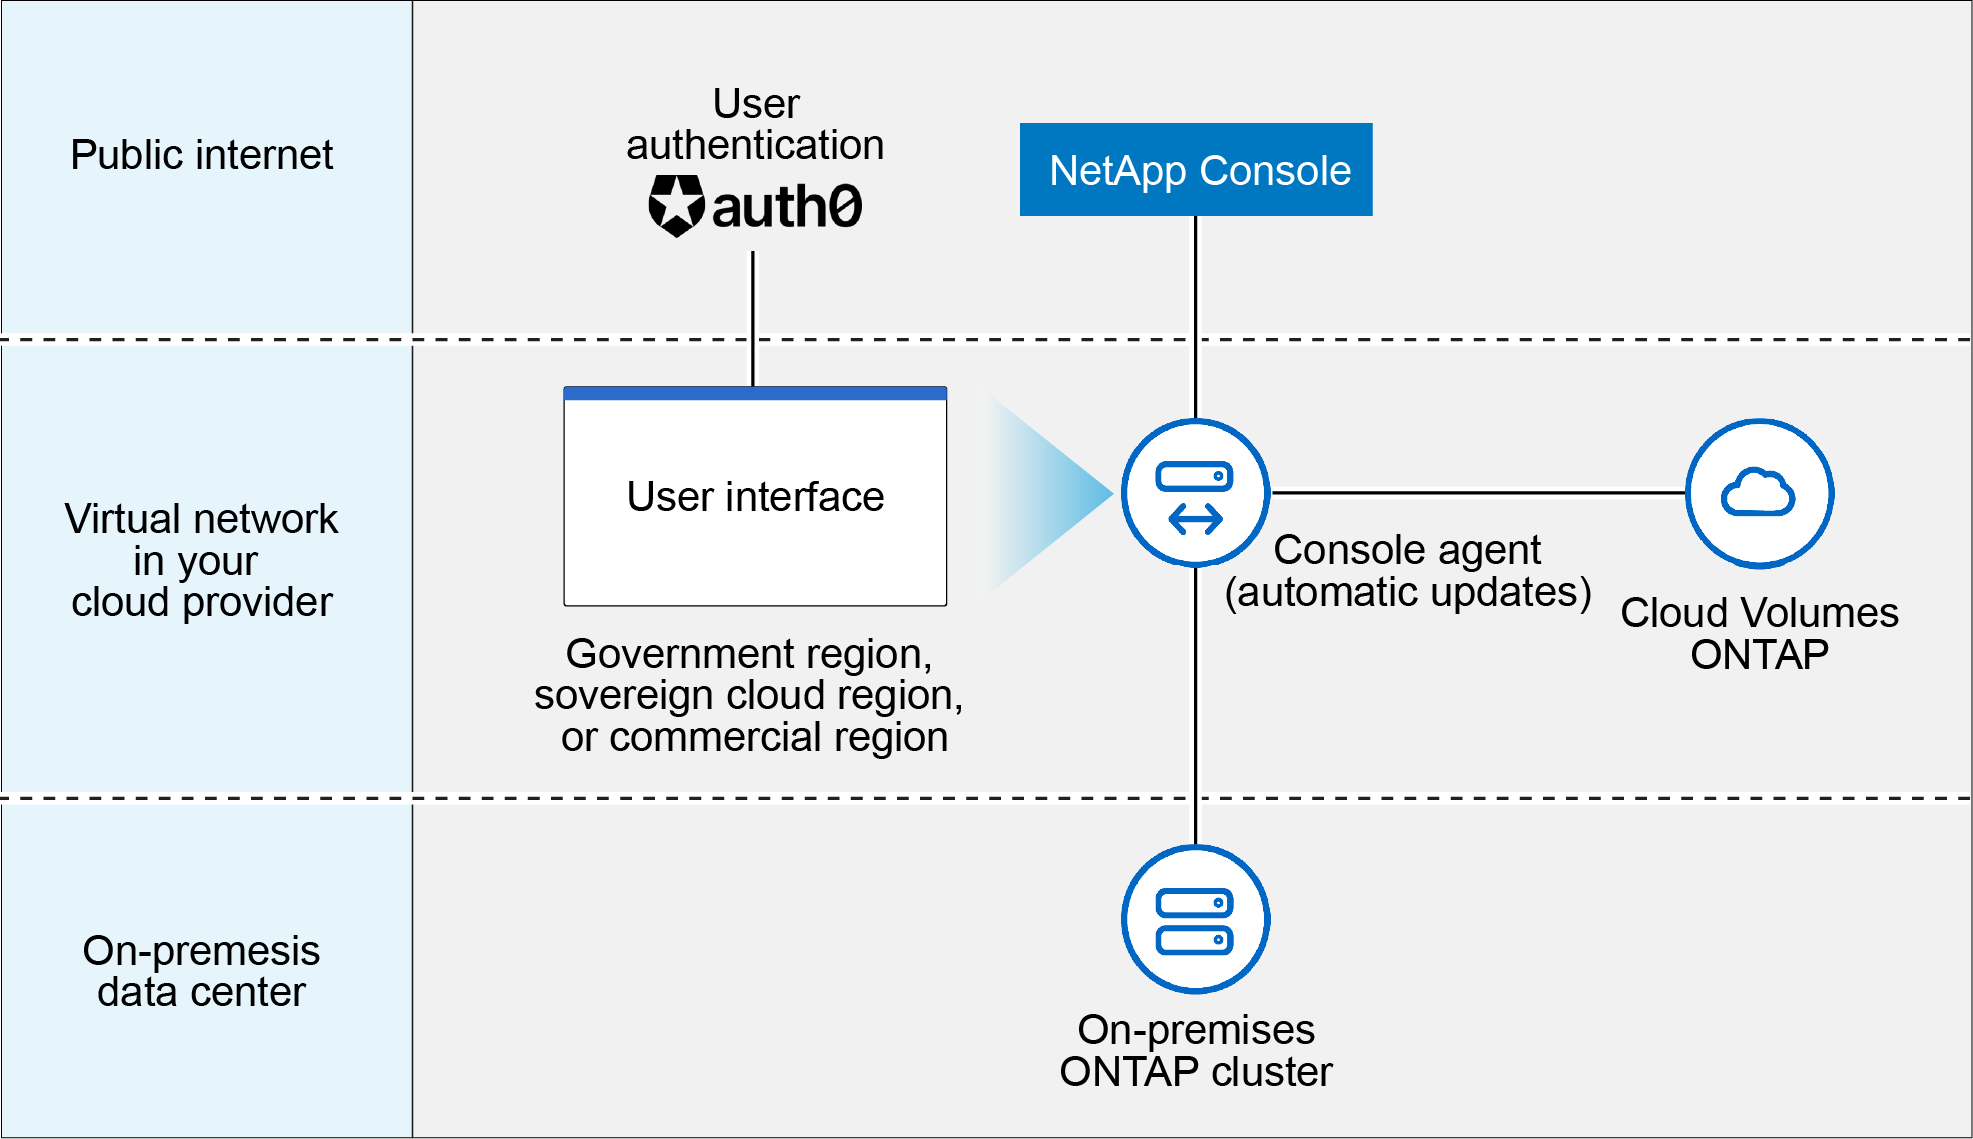 Public internet
User
authentication
auth0
NetApp Console
Virtual network
in your
cloud provider
User interface
Government region,
sovereign cloud region,
or commercial region
Console agent
(automatic updates)
Cloud Volumes
ONTAP
On-premesis
data center
On-premises
ONTAP cluster